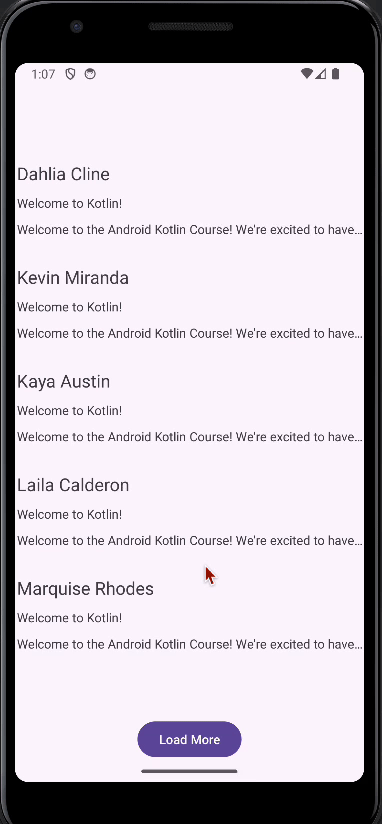 1:07
Dahlia Cline
Welcome to Kotlin!
Welcome to the Android Kotlin Course! We're excited to have...
Kevin Miranda
Welcome to Kotlin!
Welcome to the Android Kotlin Course! We're excited to have...
Kaya Austin
Welcome to Kotlin!
Welcome to the Android Kotlin Course! We're excited to have...
Laila Calderon
Welcome to Kotlin!
Welcome to the Android Kotlin Course! We're excited to have...
Marquise Rhodes
Welcome to Kotlin!
Welcome to the Android Kotlin Course! We're excited to have...
Load More